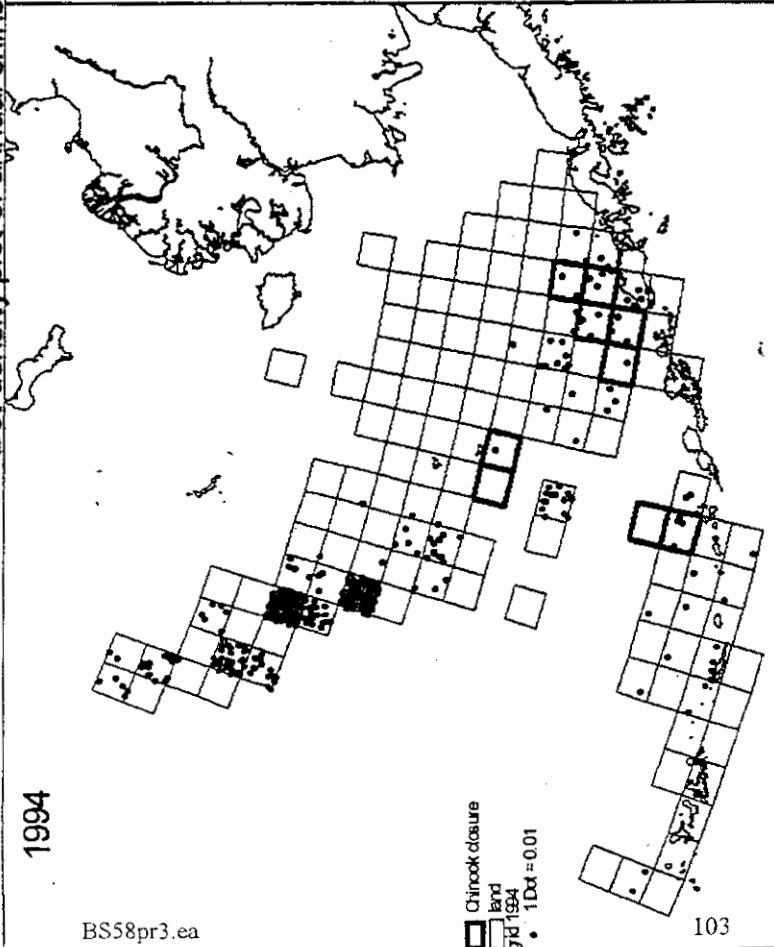 1994
Chinook closure
land
grid 1994
1 Dot = 0.01
BS58pr3.ea
103